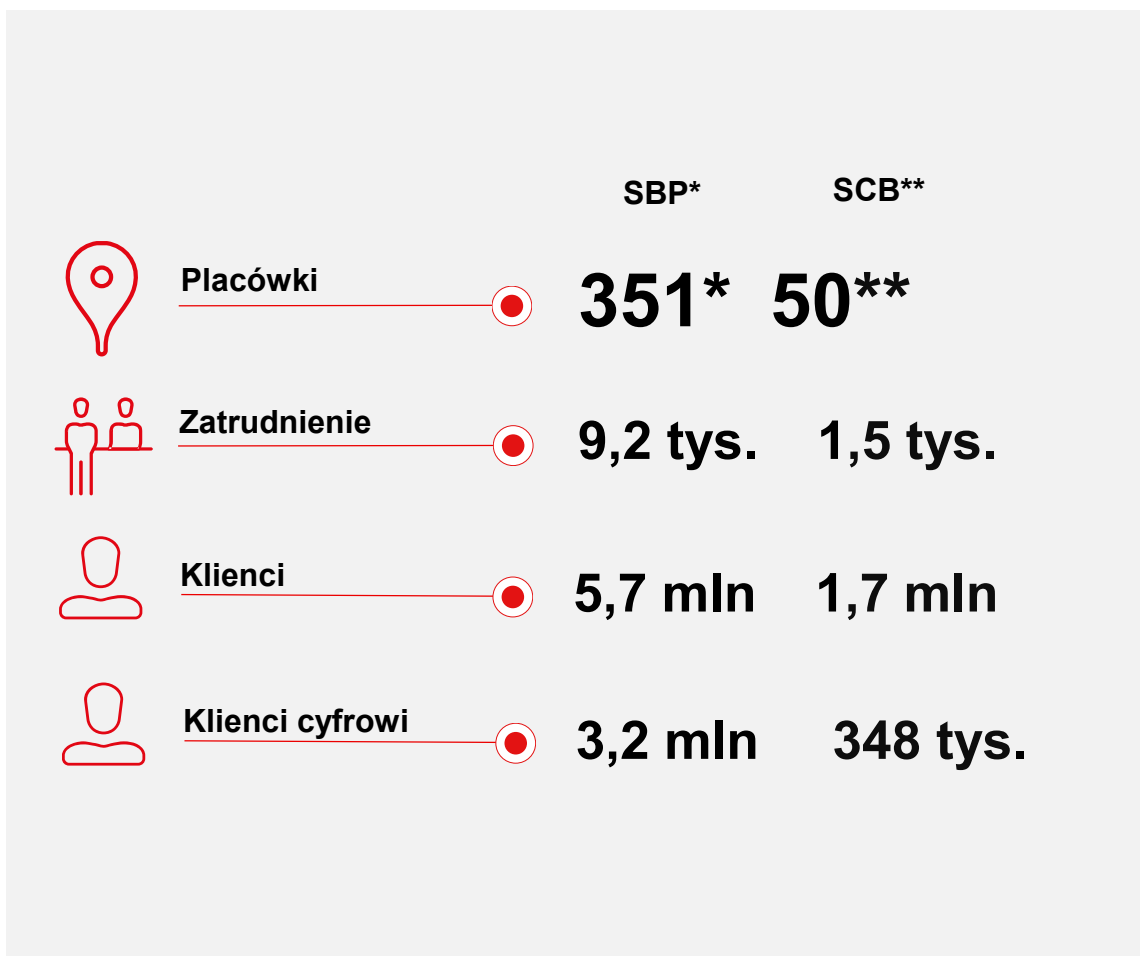 SBP* SCB**
Placówki 351* 50**
Zatrudnienie 9,2 tys. 1,5 tys.
Klienci 5,7 mln 1,7 mln
Klienci cyfrowi 3,2 mln 348 tys.